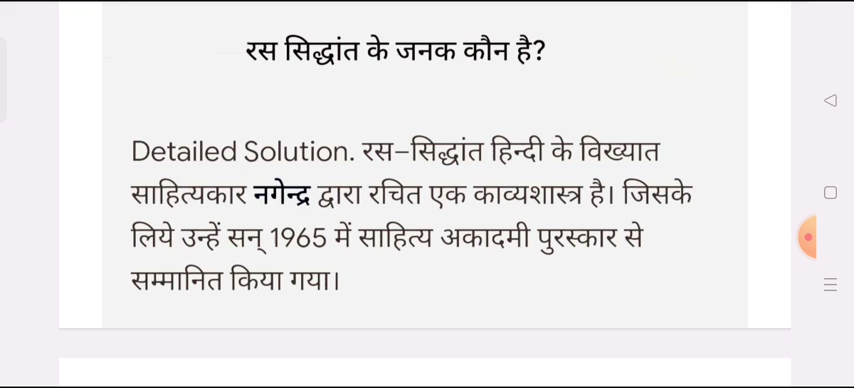 रस सिद्धांत के जनक कौन है?
Detailed Solution. रस-सिद्धांत हिन्दी के विख्यात
साहित्यकार नगेन्द्र द्वारा रचित एक काव्यशास्त्र है। जिसके
लिये उन्हें सन् 1965 में साहित्य अकादमी पुरस्कार से
सम्मानित किया गया।